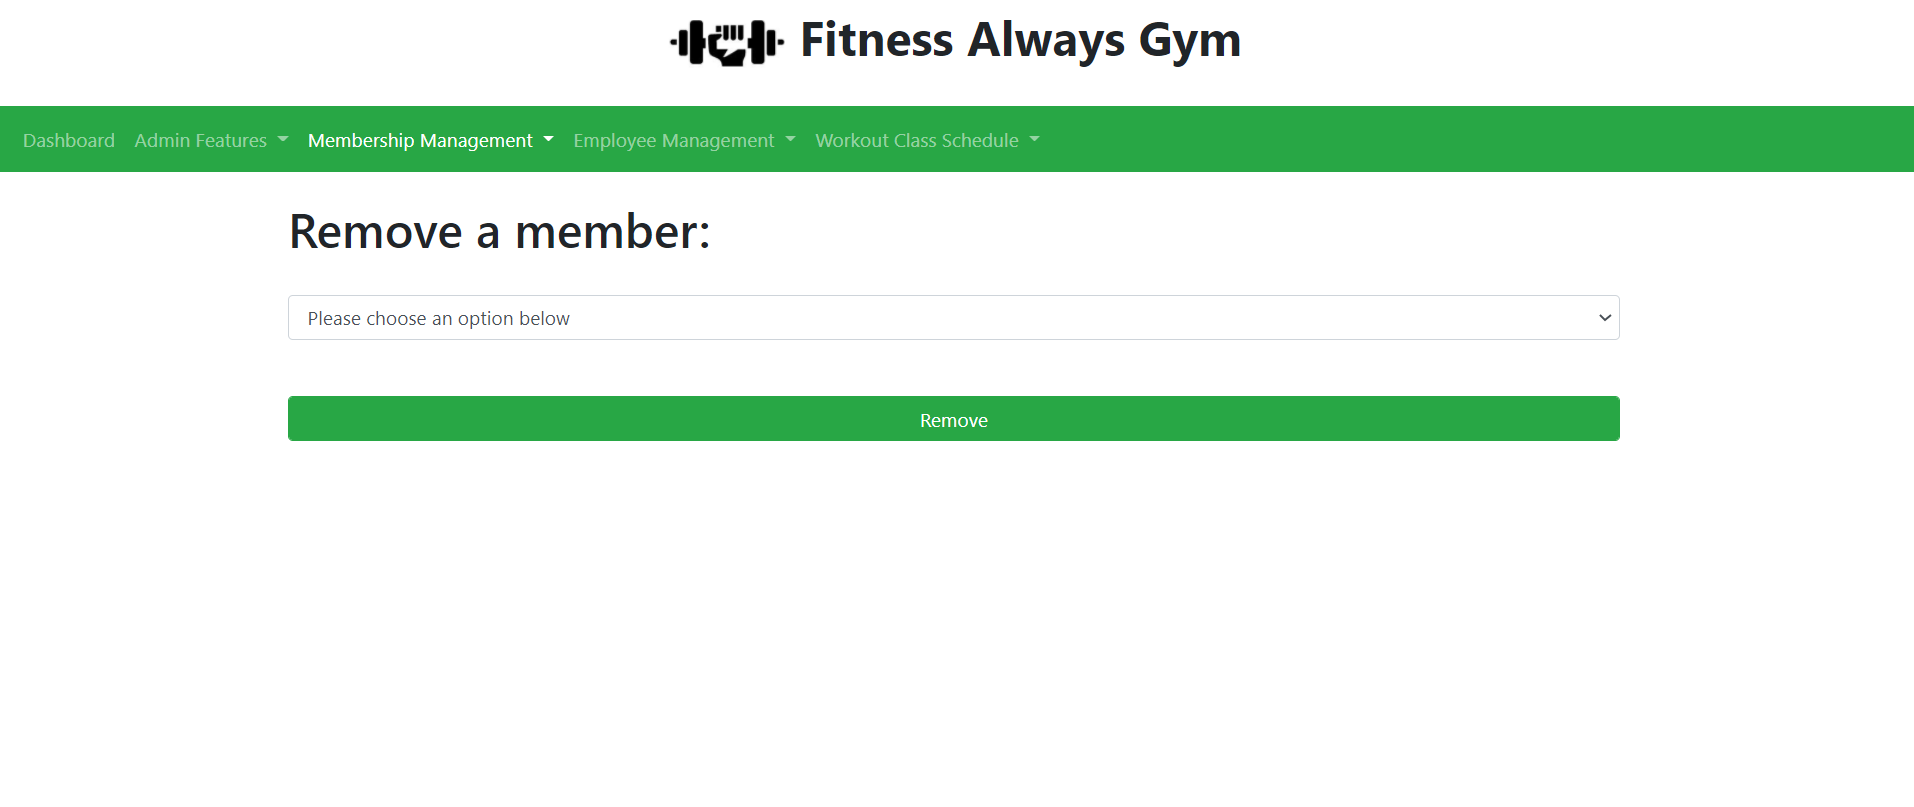 Fitness Always Gym
Dashboard Admin Features Membership Management Employee Management Workout Class Schedule
Remove a member:
Please choose an option below
Remove